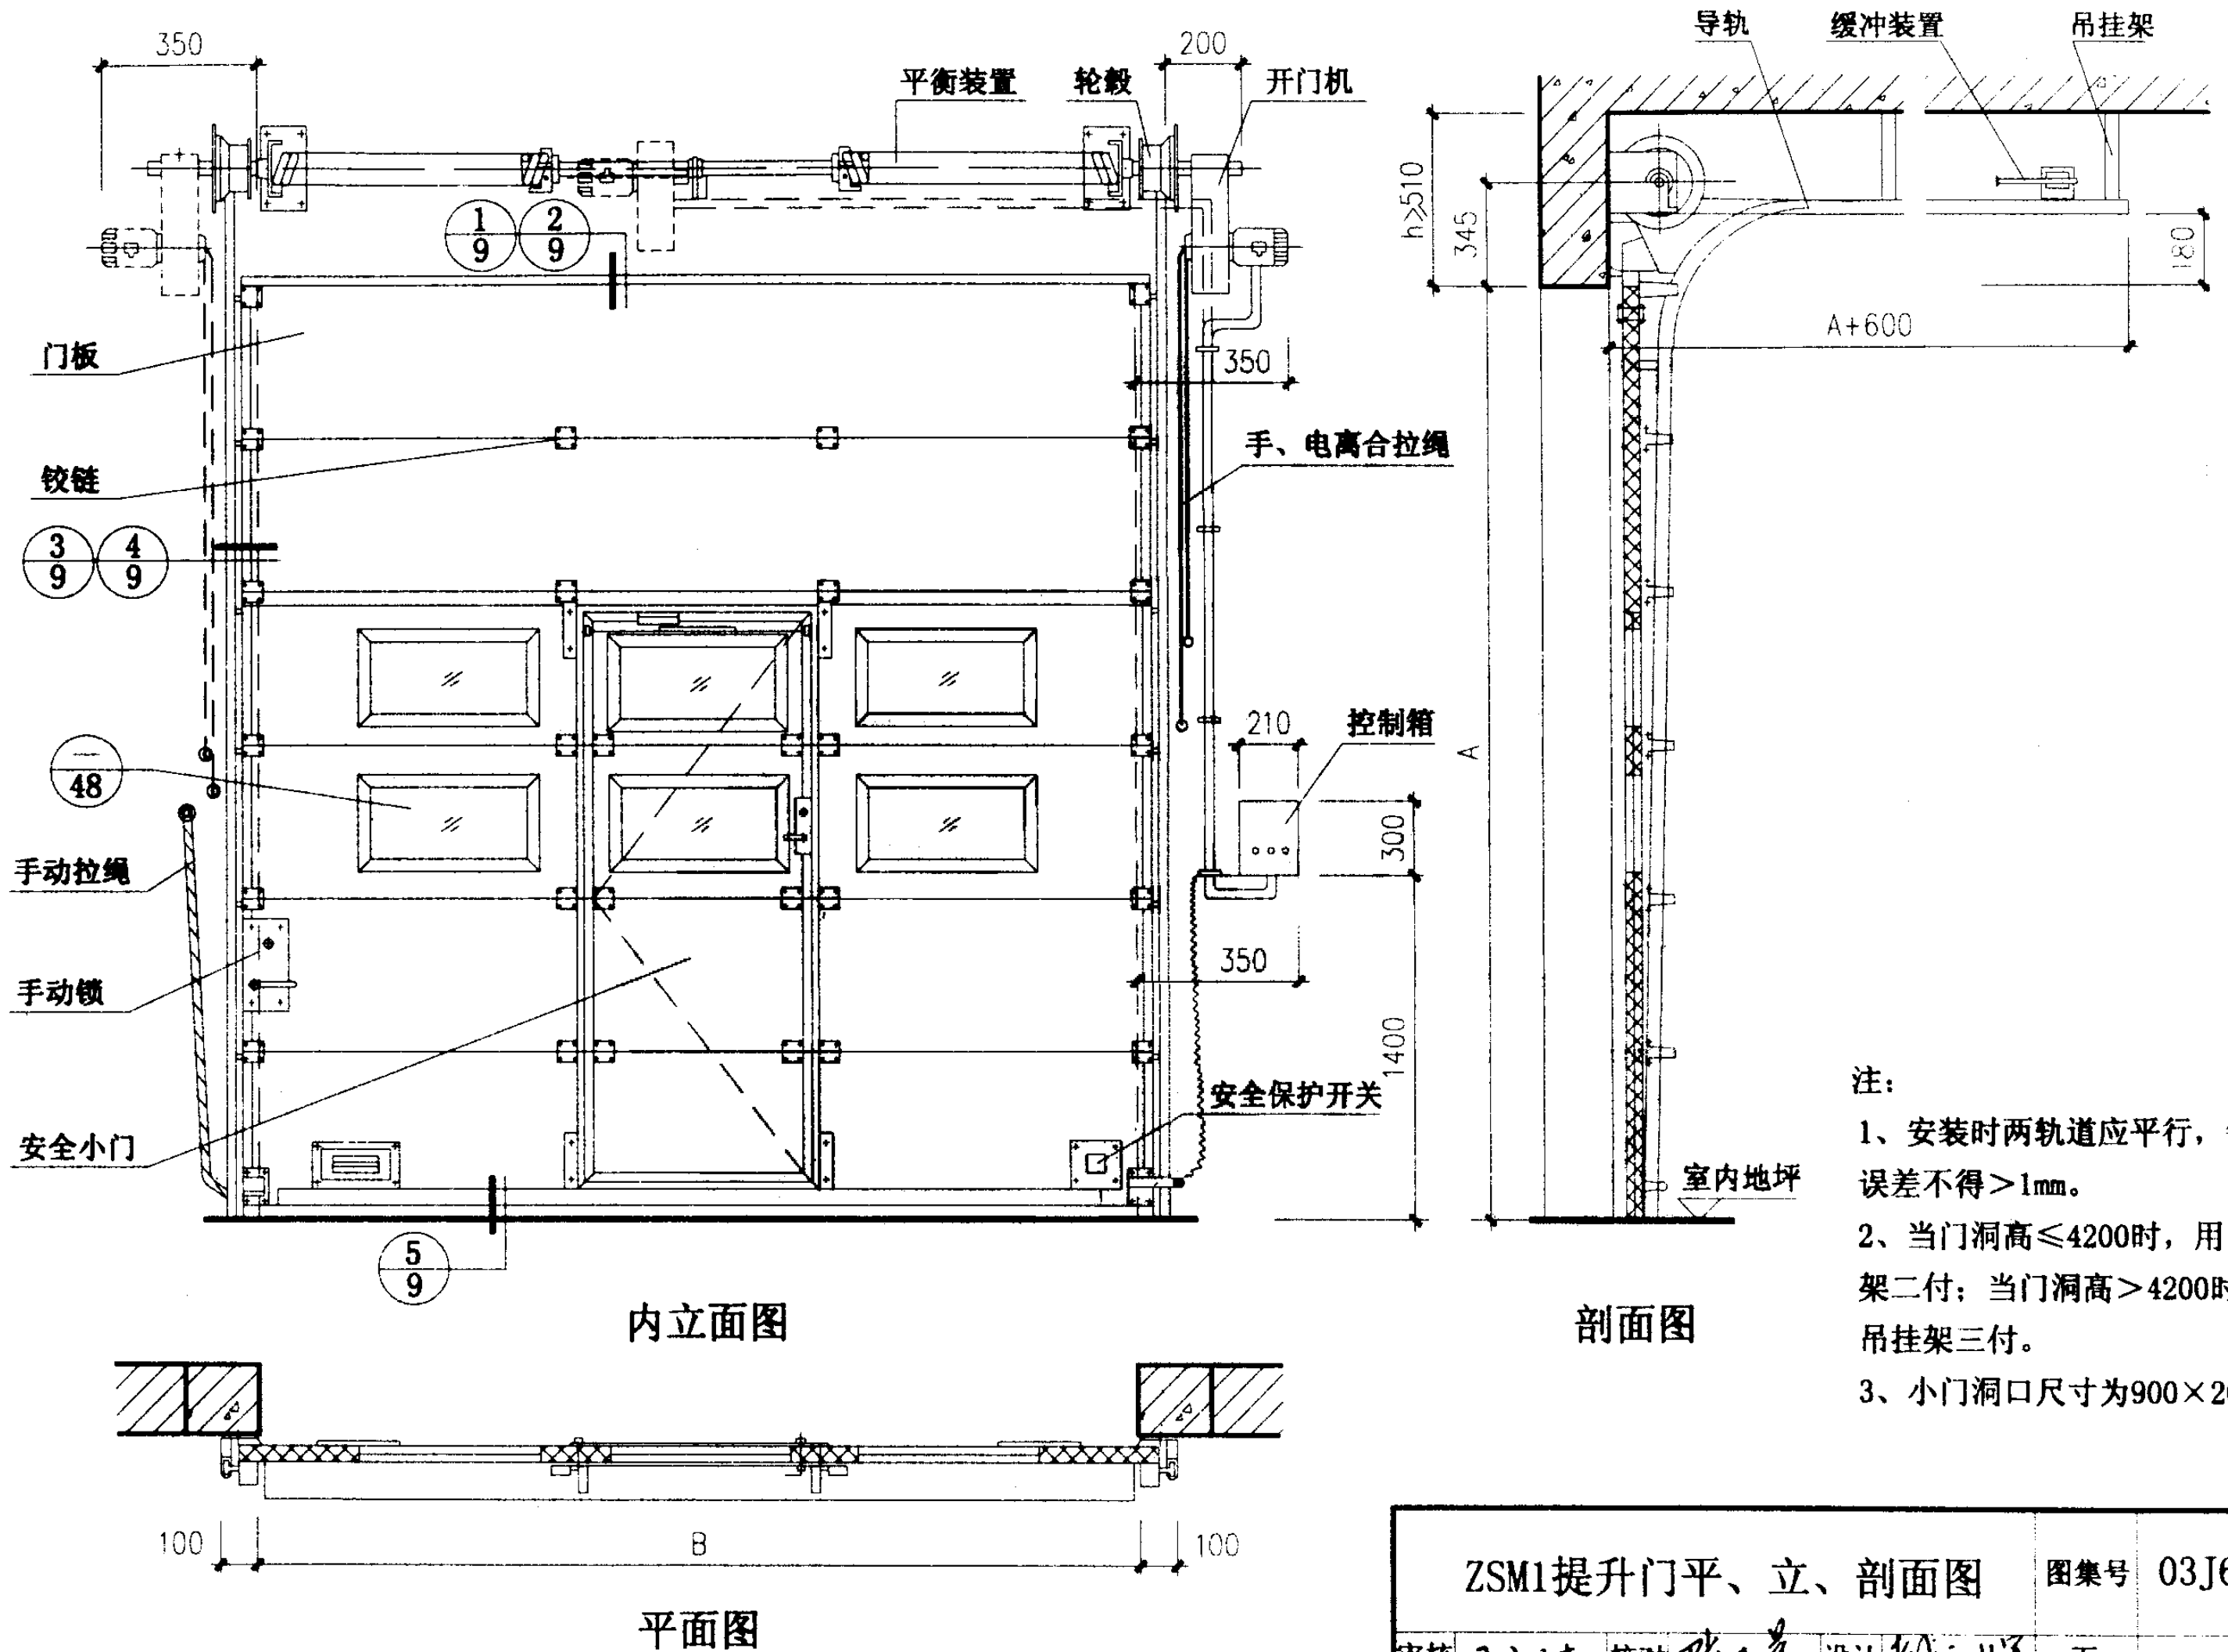 350
200
平衡装置
轮毂
开门机
导轨
缓冲装置
吊挂架
1
9
2
9
h≥510
345
180
A+600
门板
350
铰链
手、电离合拉绳
3
9
4
9
48
210
控制箱
A
300
手动拉绳
手动锁
350
1400
安全小门
安全保护开关
室内地坪
5
9
内立面图
剖面图
注:
1、安装时两轨道应平行,
误差不得>1mm。
2、当门洞高≤4200时,用
架二付;当门洞高>4200时
吊挂架三付。
3、小门洞口尺寸为900×2
100
B
100
平面图
ZSM1提升门平、立、剖面图
图集号
03J6
审核
校对
设计
页